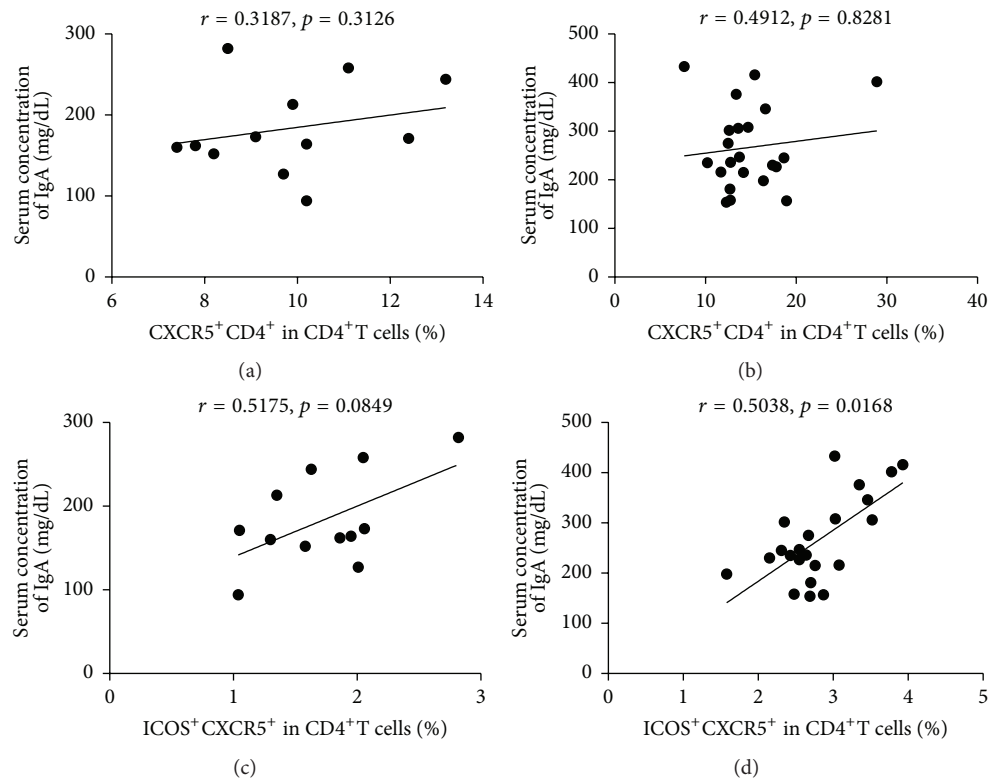 r = 0.3187, p = 0.3126
300
200
100
0
Serum concentration
of IgA (mg/dL)
6 8 10 12 14
CXCR5⁺CD4⁺ in CD4⁺T cells (%)
(a)
r = 0.4912, p = 0.8281
500
400
300
200
100
0
Serum concentration
of IgA (mg/dL)
0 10 20 30 40
CXCR5⁺CD4⁺ in CD4⁺T cells (%)
(b)
r = 0.5175, p = 0.0849
300
200
100
0
Serum concentration
of IgA (mg/dL)
0 1 2 3
ICOS⁺CXCR5⁺ in CD4⁺T cells (%)
(c)
r = 0.5038, p = 0.0168
500
400
300
200
100
0
Serum concentration
of IgA (mg/dL)
0 1 2 3 4 5
ICOS⁺CXCR5⁺ in CD4⁺T cells (%)
(d)